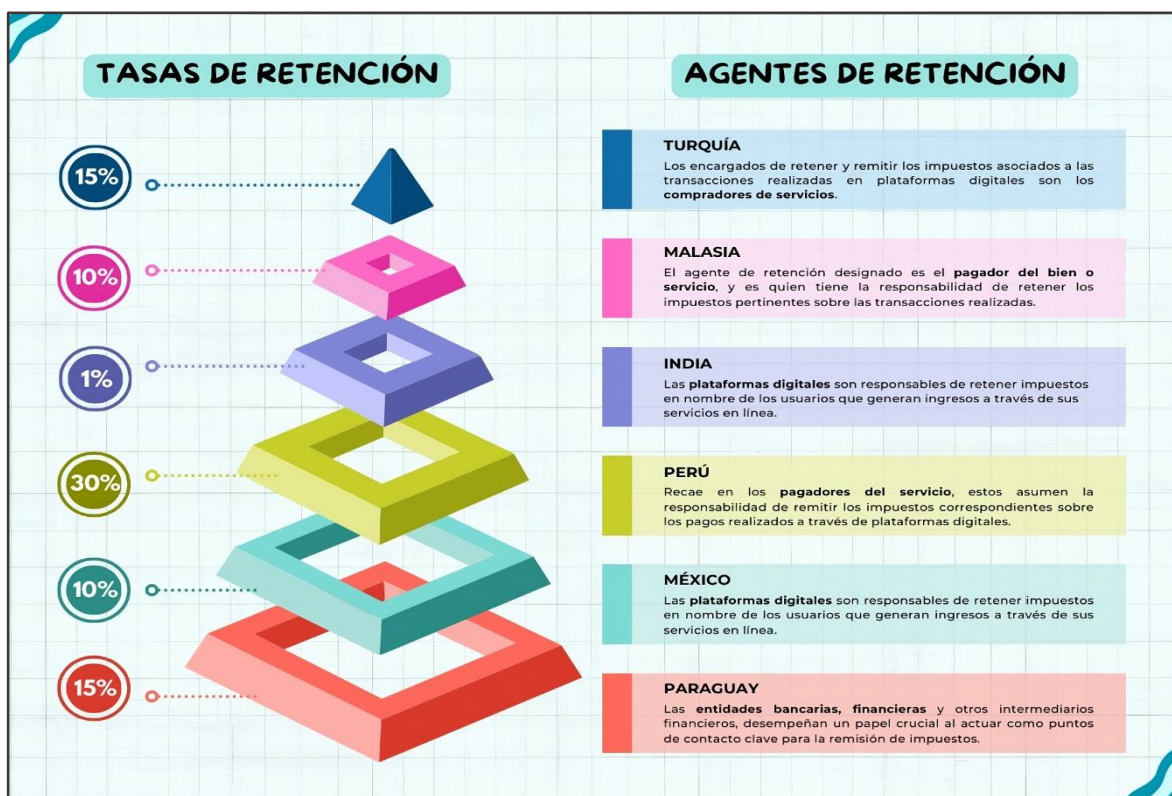 TASAS DE RETENCIÓN
15%
10%
1%
30%
10%
15%
AGENTES DE RETENCIÓN
TURQUÍA
Los encargados de retener y remitir los impuestos asociados a las
transacciones realizadas en plataformas digitales son los
compradores de servicios.
MALASIA
El agente de retención designado es el pagador del bien o
servicio, y es quien tiene la responsabilidad de retener los
impuestos pertinentes sobre las transacciones realizadas.
INDIA
Las plataformas digitales son responsables de retener impuestos
en nombre de los usuarios que generan ingresos a través de sus
servicios en línea.
PERÚ
Recae en los pagadores del servicio, estos asumen la
responsabilidad de remitir los impuestos correspondientes sobre
los pagos realizados a través de plataformas digitales.
MÉXICO
Las plataformas digitales son responsables de retener impuestos
en nombre de los usuarios que generan ingresos a través de sus
servicios en línea.
PARAGUAY
Las entidades bancarias, financieras y otros intermediarios
financieros, desempeñan un papel crucial al actuar como puntos
de contacto clave para la remisión de impuestos.